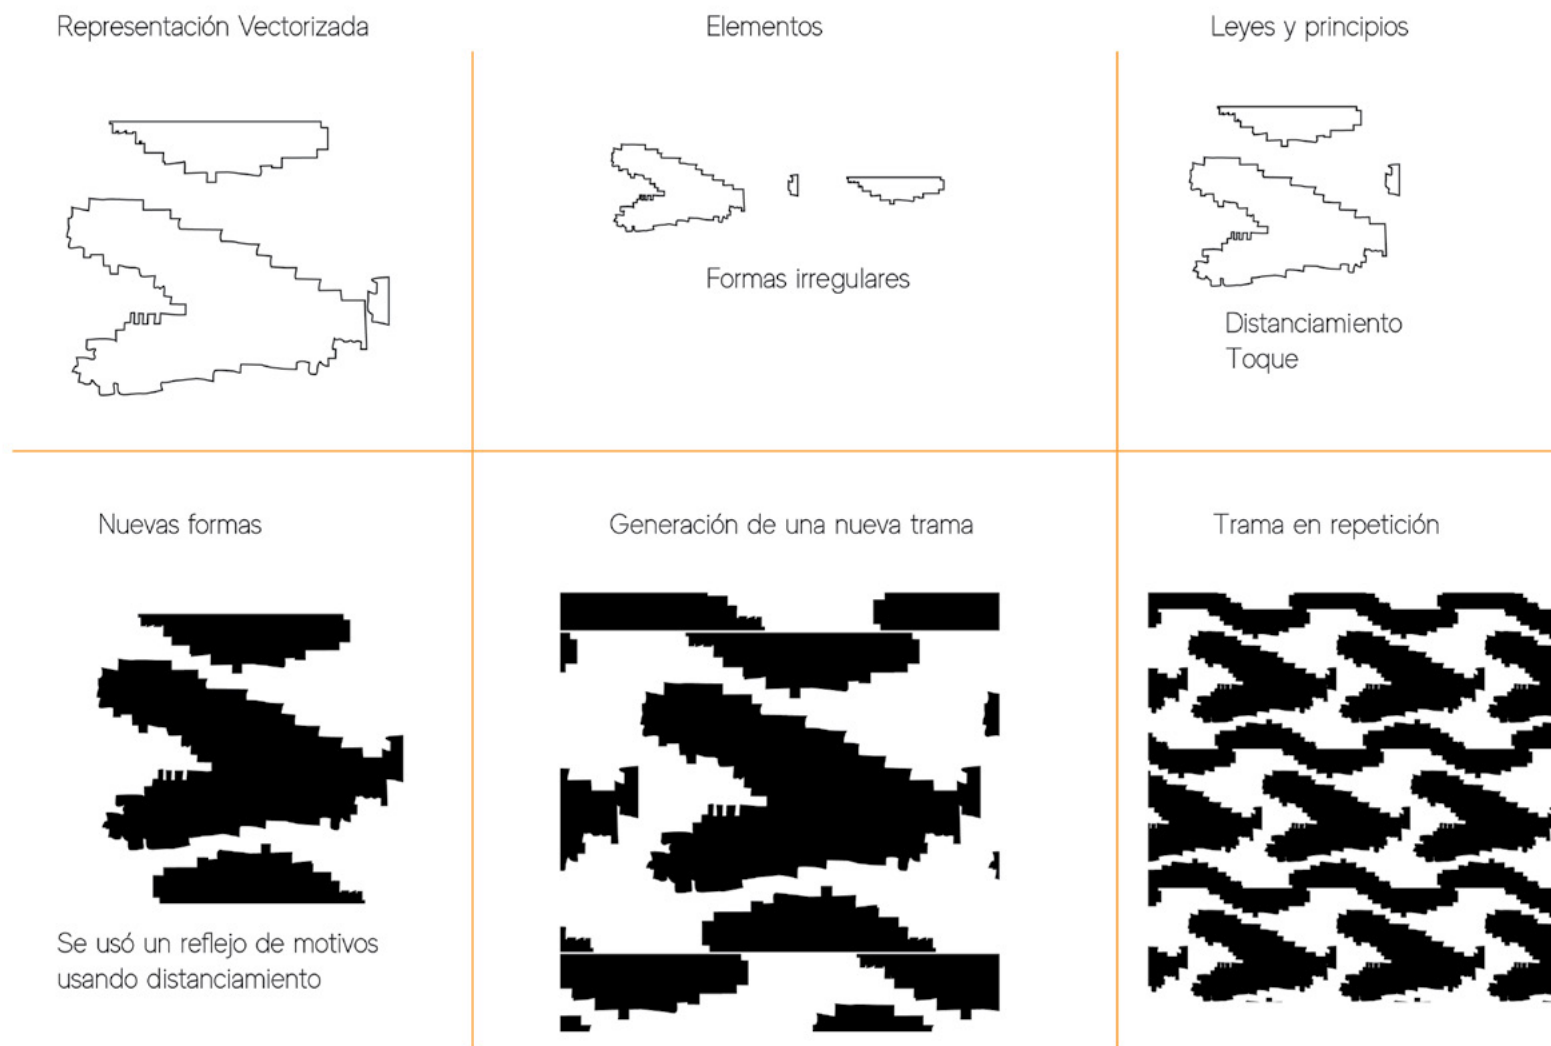 Representación Vectorizada
Elementos
Leyes y principios
Formas irregulares
Distanciamiento
Toque
Nuevas formas
Generación de una nueva trama
Trama en repetición
Se usó un reflejo de motivos
usando distanciamiento